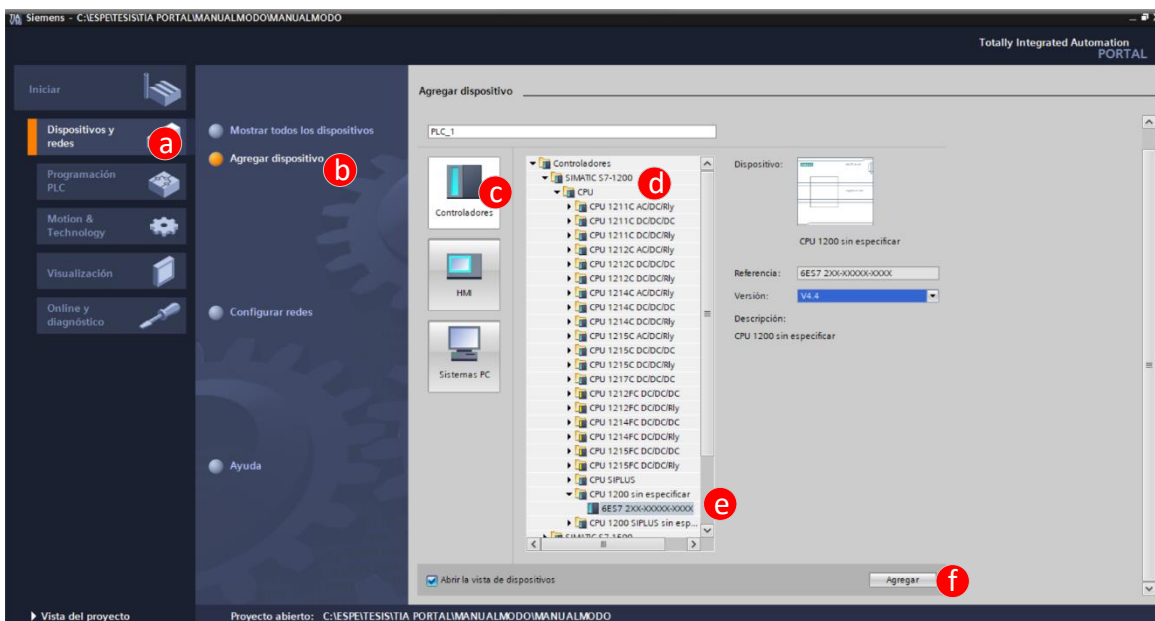 Siemens - C:\ESPE\TESIS\TIA PORTAL\MANUALMODO\MANUALMODO
Totally Integrated Automation
PORTAL
Iniciar
Dispositivos y
redes
a
Programación
PLC
Motion &
Technology
Visualización
Online y
diagnóstico
Mostrar todos los dispositivos
Agregar dispositivo
b
Configurar redes
Ayuda
Agregar dispositivo
PLC_1
Controladores
c
HMI
Sistemas PC
Controladores
SIMATIC S7-1200
d
CPU
CPU 1211C AC/DC/Rly
CPU 1211C DC/DC/DC
CPU 1211C DC/DC/Rly
CPU 1212C AC/DC/Rly
CPU 1212C DC/DC/DC
CPU 1212C DC/DC/Rly
CPU 1214C AC/DC/Rly
CPU 1214C DC/DC/DC
CPU 1214C DC/DC/Rly
CPU 1215C AC/DC/Rly
CPU 1215C DC/DC/DC
CPU 1215C DC/DC/Rly
CPU 1217C DC/DC/DC
CPU 1212FC DC/DC/DC
CPU 1212FC DC/DC/Rly
CPU 1214FC DC/DC/DC
CPU 1214FC DC/DC/Rly
CPU 1215FC DC/DC/DC
CPU 1215FC DC/DC/Rly
CPU SIPLUS
CPU 1200 sin especificar
6ES7 2XX-XXXXX-XXXX
e
CPU 1200 SIPLUS sin esp...
SIMATIC S7-1500
Dispositivo:
CPU 1200 sin especificar
Referencia:
6ES7 2XX-XXXXX-XXXX
Versión:
V4.4
Descripción:
CPU 1200 sin especificar
Abrir la vista de dispositivos
Agregar
f
Vista del proyecto
Proyecto abierto: C:\ESPE\TESIS\TIA PORTAL\MANUALMODO\MANUALMODO